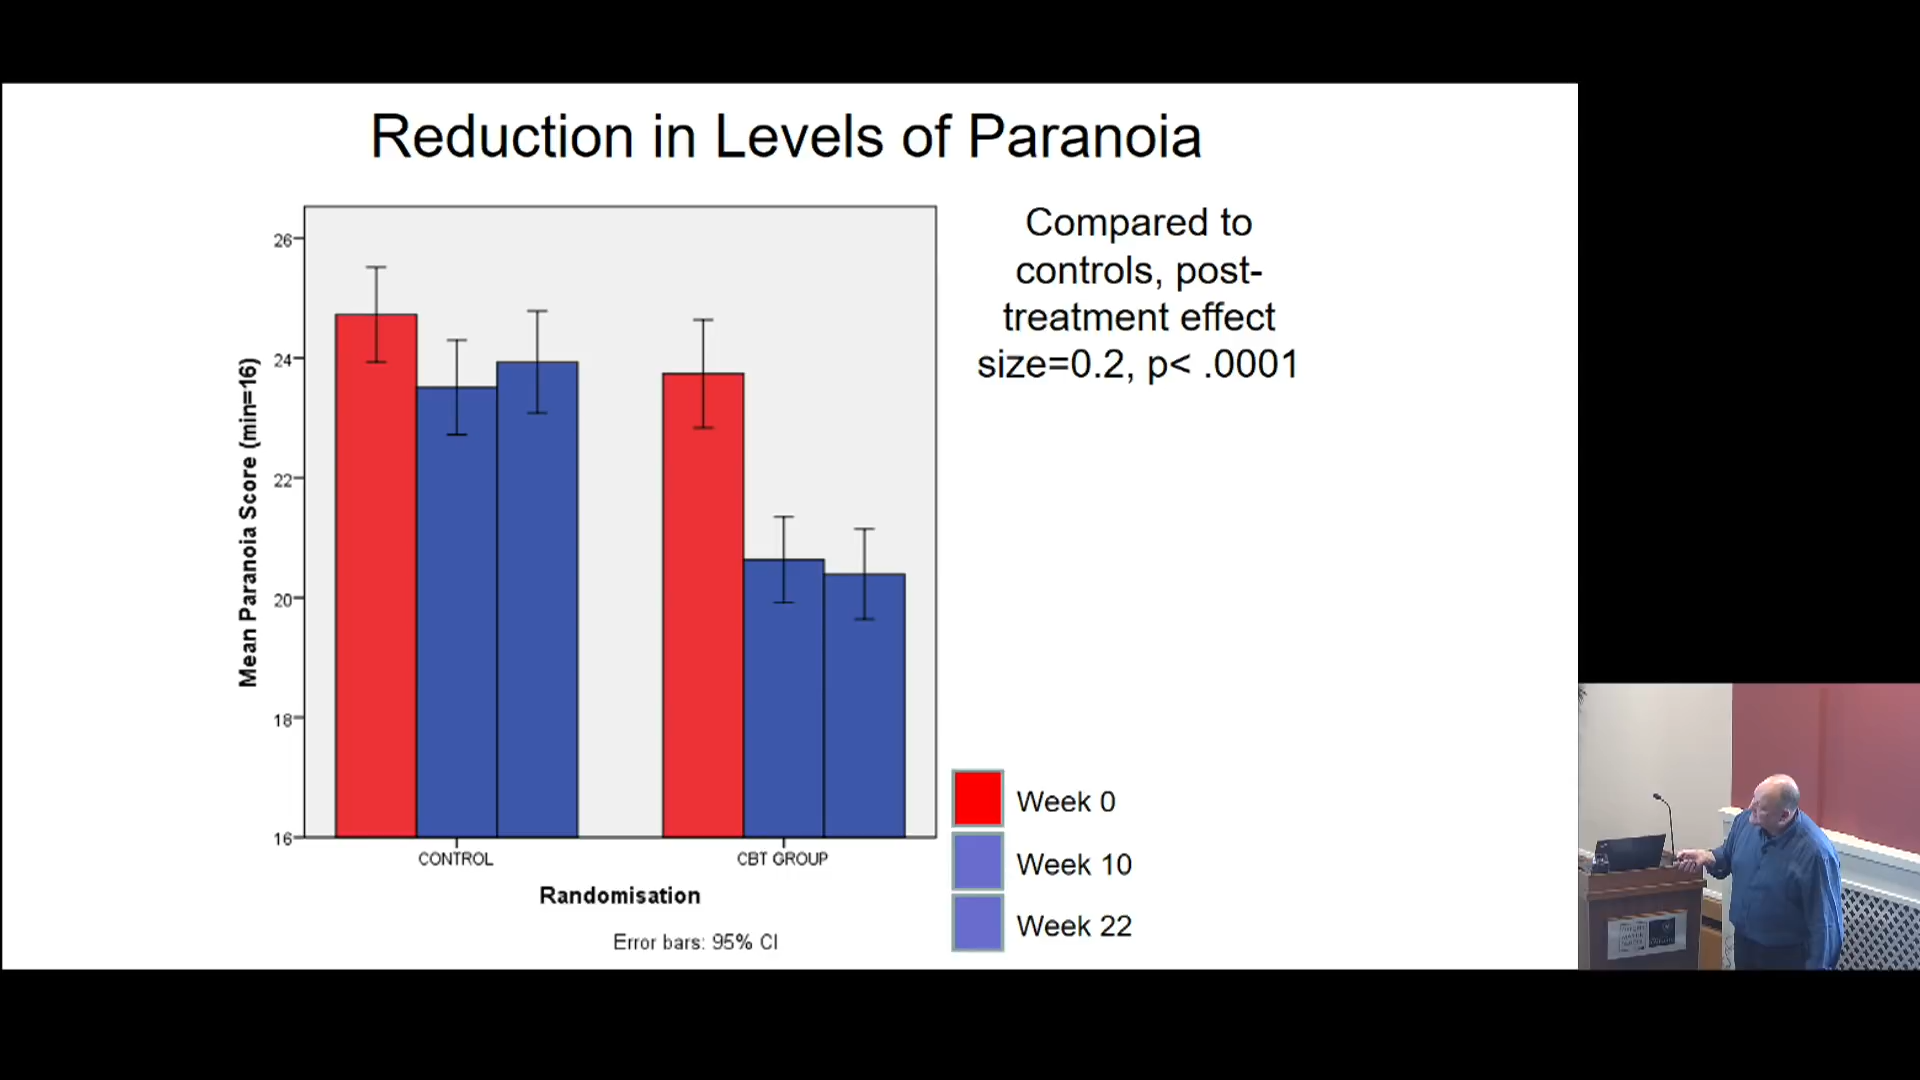 Reduction in Levels of Paranoia
Compared to
controls, post-
treatment effect
size=0.2, p< .0001
Mean Paranoia Score (min=16)
26
24
22
20
18
16
CONTROL
CBT GROUP
Randomisation
Error bars: 95% CI
Week 0
Week 10
Week 22